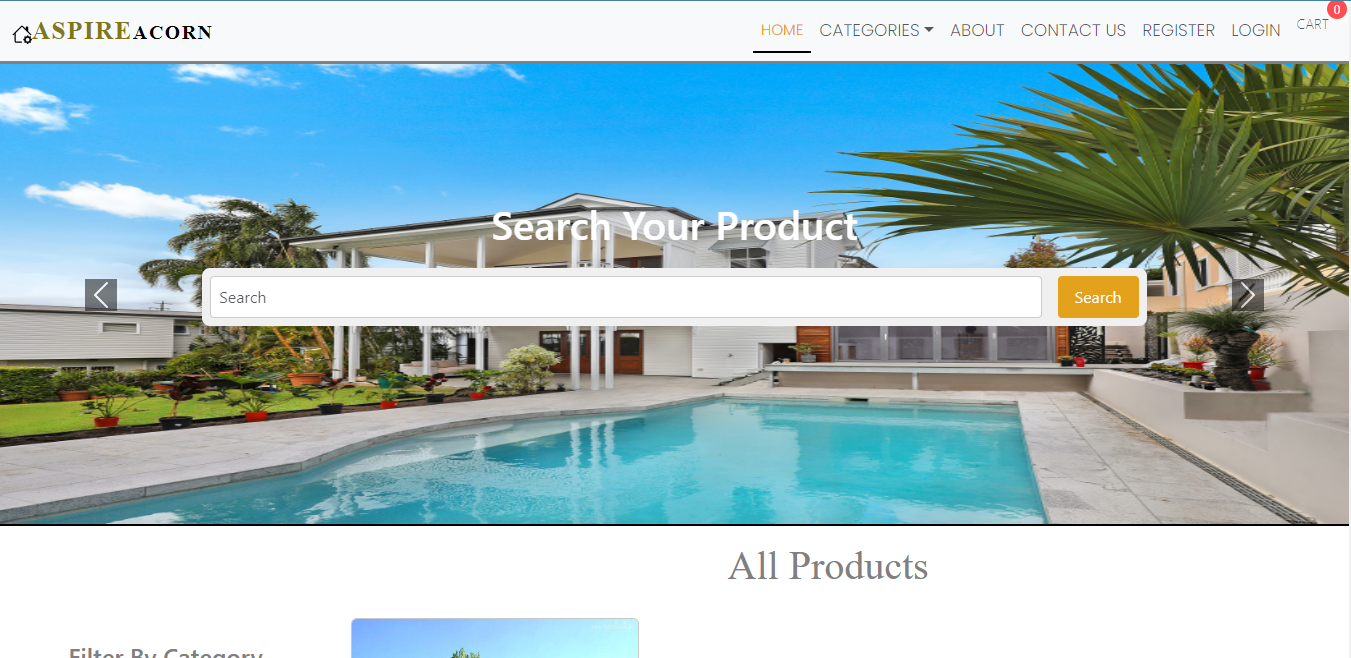 ASPIREACORN
HOME CATEGORIES ABOUT CONTACT US REGISTER LOGIN CART 0
Search Your Product
Search Search
All Products
Filter By Category